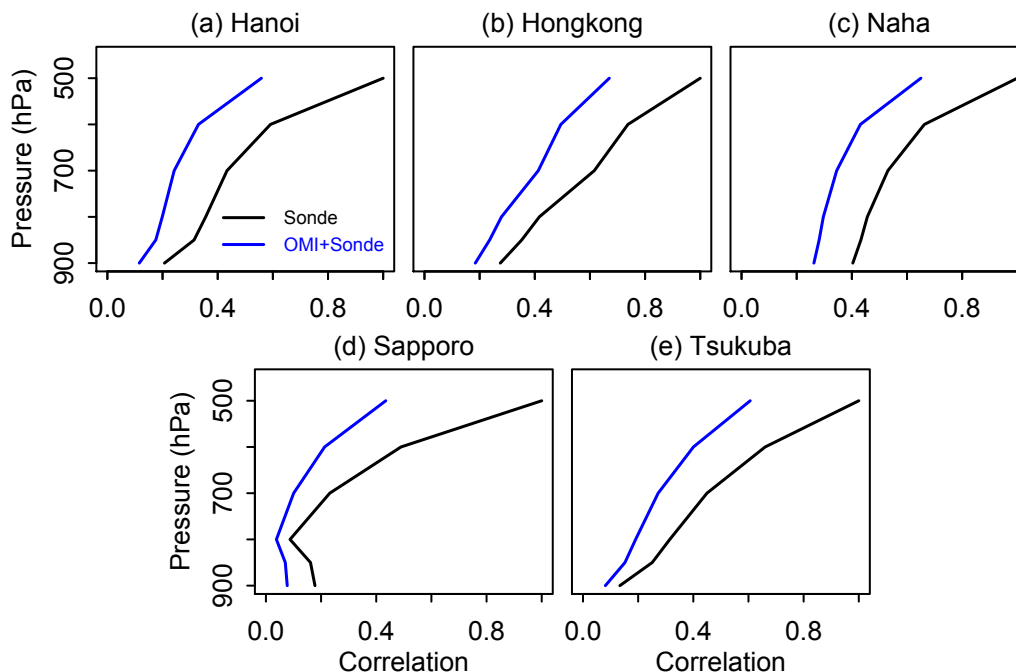 (a) Hanoi
(b) Hongkong
(c) Naha
Pressure (hPa)
500
700
900
Sonde
OMI+Sonde
0.0 0.4 0.8
0.0 0.4 0.8
0.0 0.4 0.8
(d) Sapporo
(e) Tsukuba
Pressure (hPa)
500
700
900
0.0 0.4 0.8
0.0 0.4 0.8
Correlation
Correlation